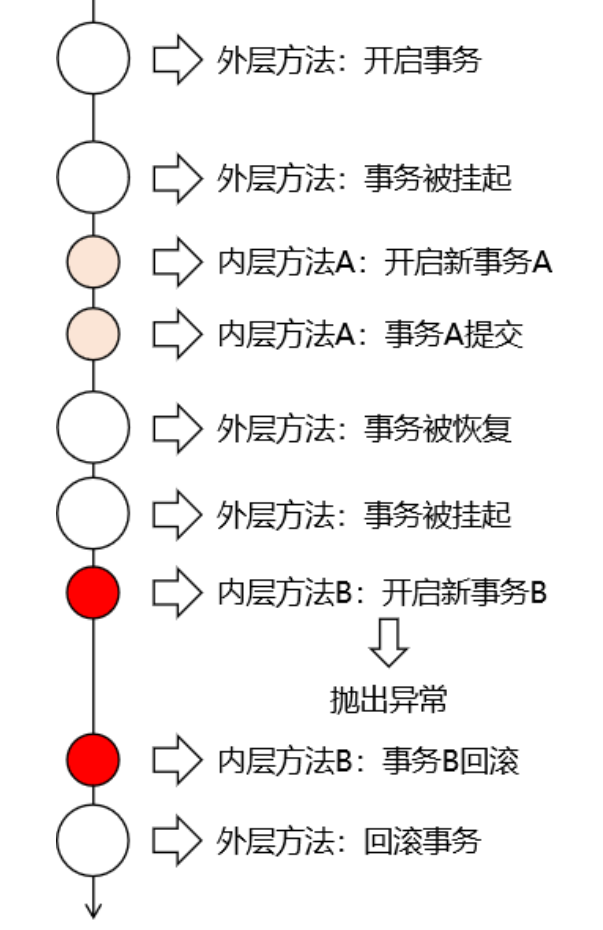 外层方法：开启事务
外层方法：事务被挂起
内层方法A：开启新事务A
内层方法A：事务A提交
外层方法：事务被恢复
外层方法：事务被挂起
内层方法B：开启新事务B
抛出异常
内层方法B：事务B回滚
外层方法：回滚事务